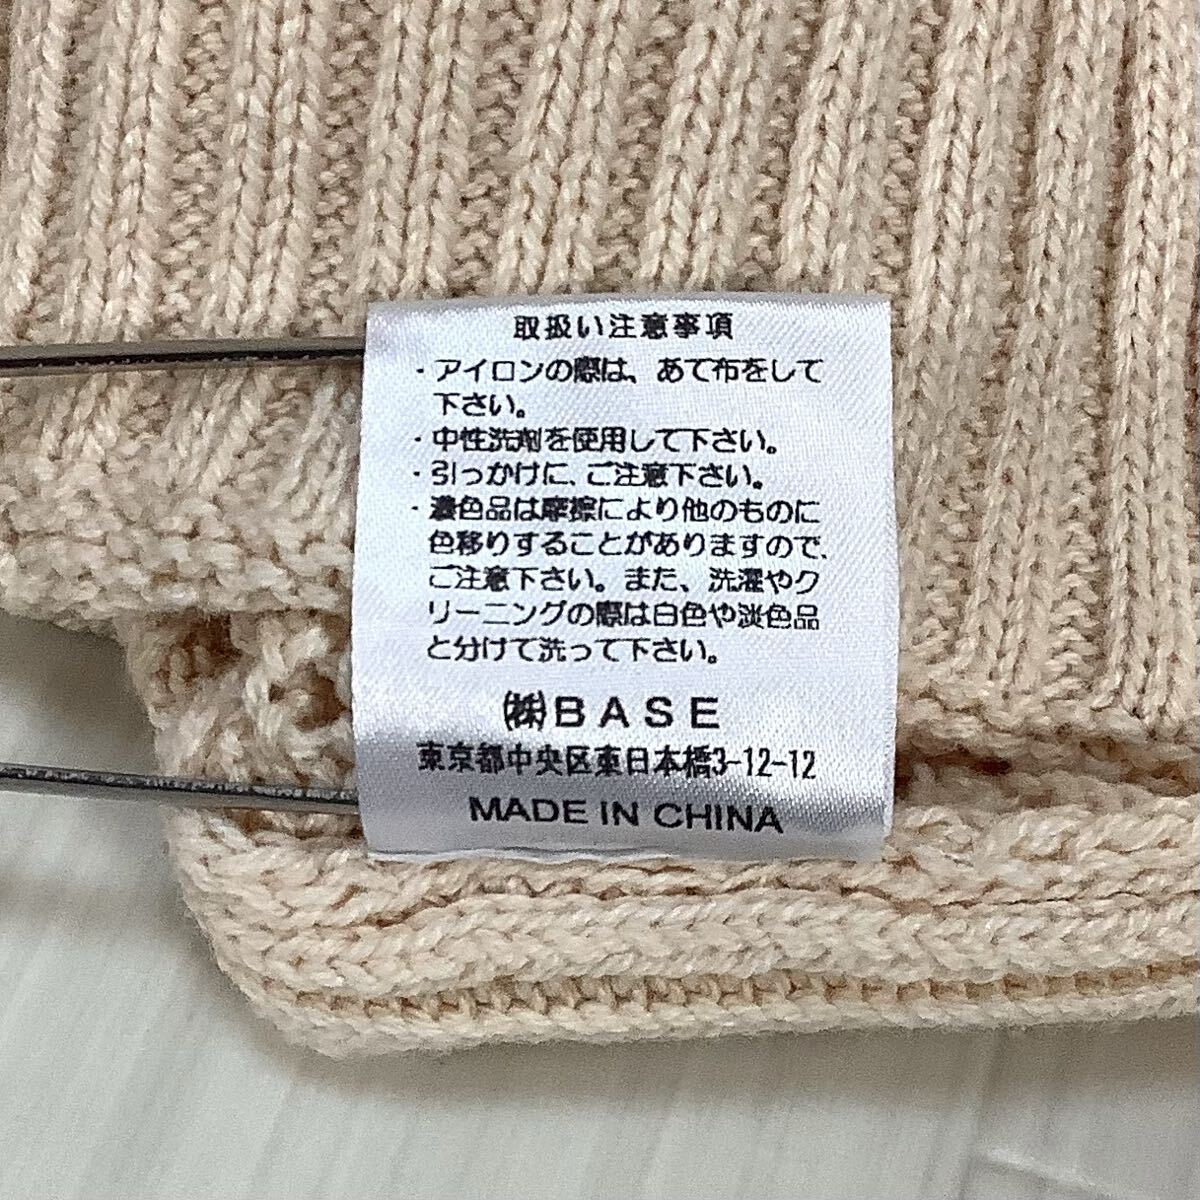 取扱い注意事項
・アイロンの際は、あて布をして
下さい。
・中性洗剤を使用して下さい。
・引っかけに、ご注意下さい。
・濃色品は摩擦により他のものに
色移りすることがありますので、
ご注意下さい。また、洗濯やク
リーニングの際は白色や淡色品
と分けて洗って下さい。
㈱BASE
東京都中央区東日本橋3-12-12
MADE IN CHINA